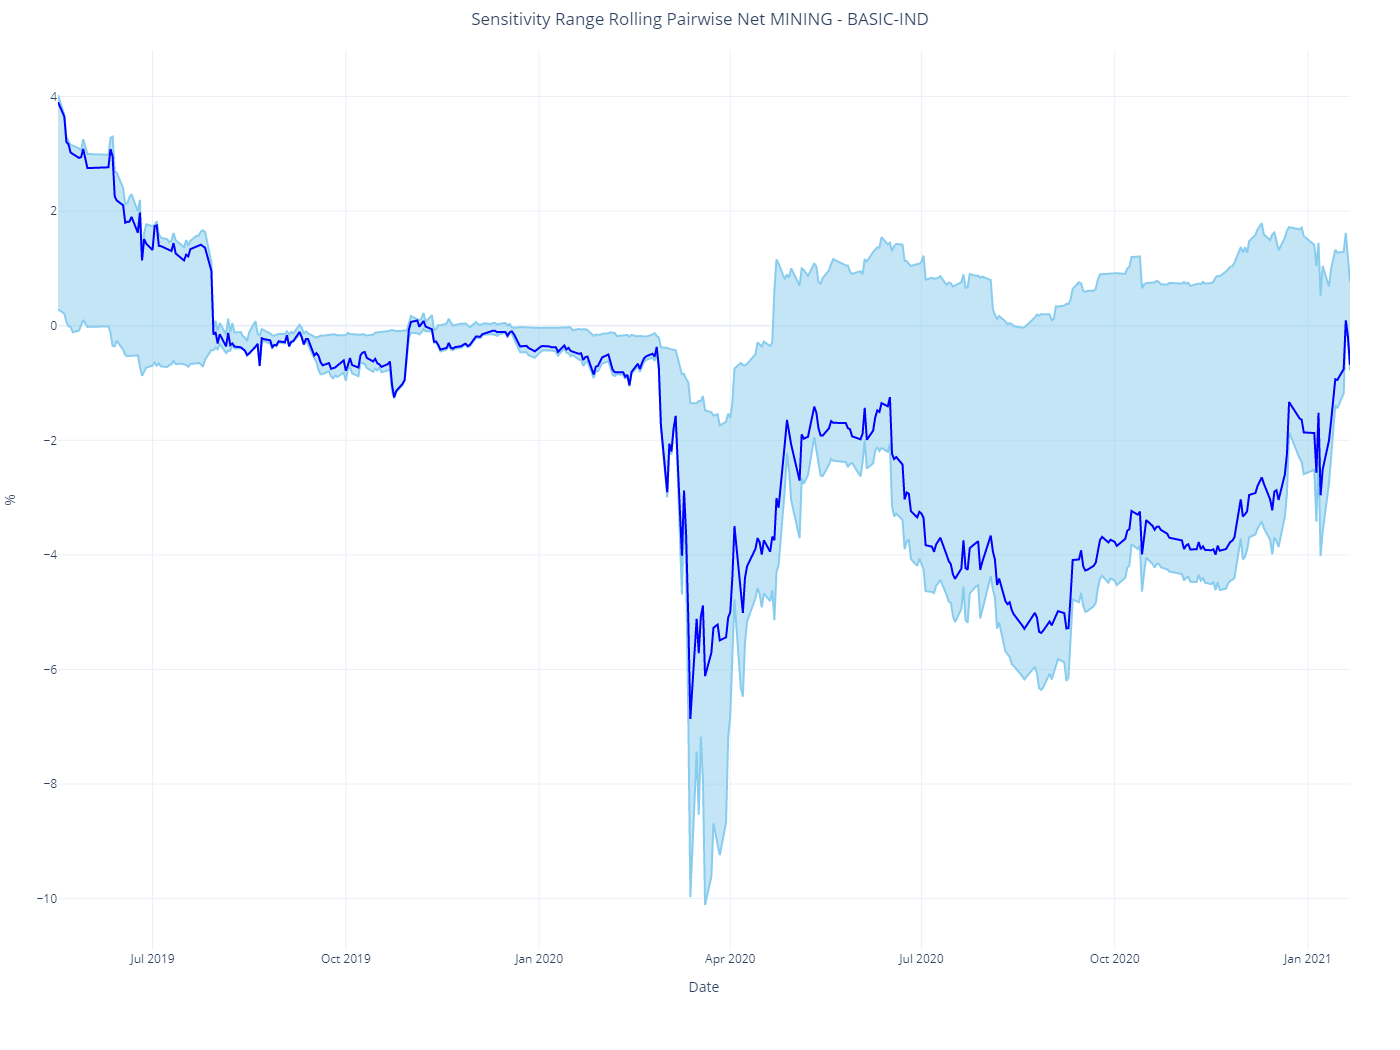 Sensitivity Range Rolling Pairwise Net MINING - BASIC-IND
4
2
0
−2
−4
−6
−8
−10
%
Jul 2019
Oct 2019
Jan 2020
Apr 2020
Jul 2020
Oct 2020
Jan 2021
Date